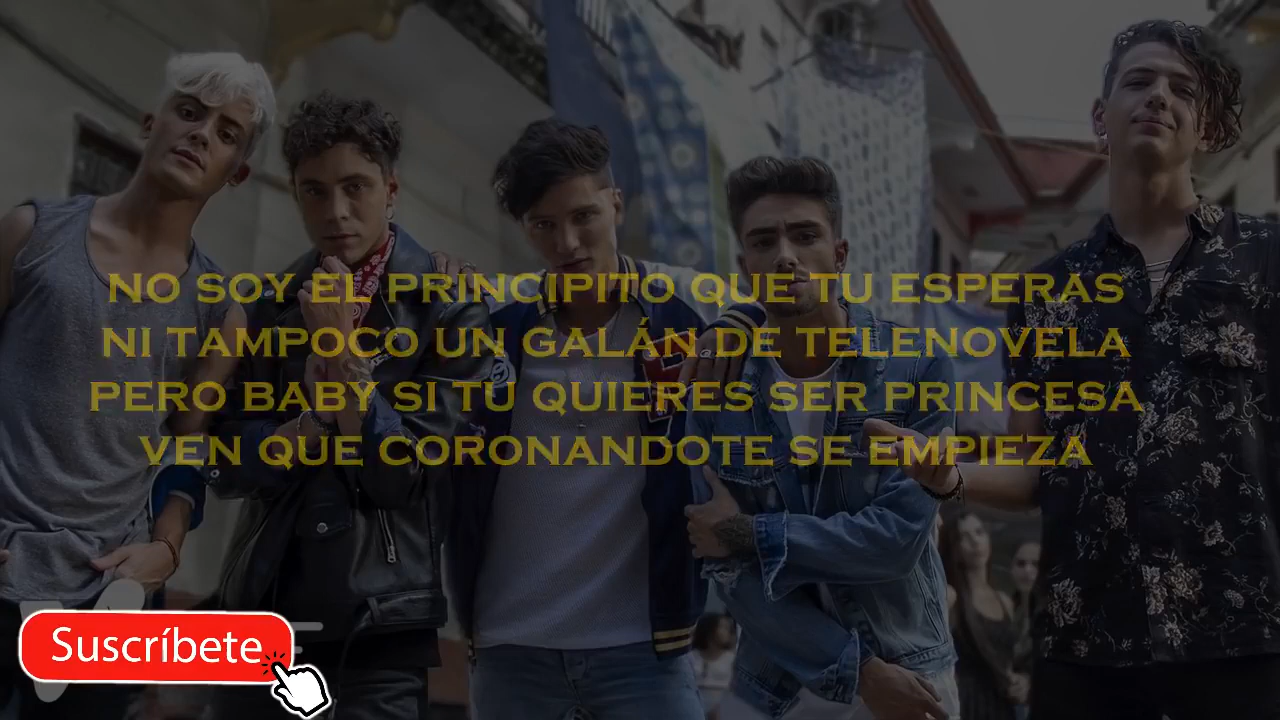 NO SOY EL PRINCIPITO QUE TU ESPERAS
NI TAMPOCO UN GALÁN DE TELENOVELA
PERO BABY SI TÚ QUIERES SER PRINCESA
VEN QUE CORONANDOTE SE EMPIEZA
Suscríbete